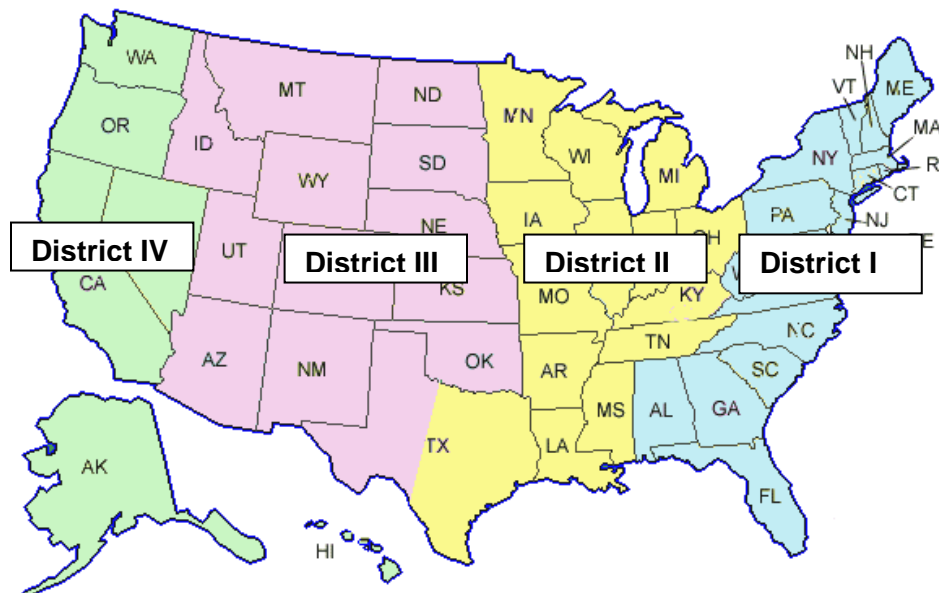 NH
WA
MT
ND
MN
VT
ME
OR
MA
ID
WI
NY
SD
MI
R
WY
CT
IA
PA
NE
NJ
District IV
UT
District III
District II
OH
District I
E
CA
KS
MO
KY
NC
TN
AZ
NM
OK
AR
SC
MS
AL
GA
TX
LA
AK
FL
HI